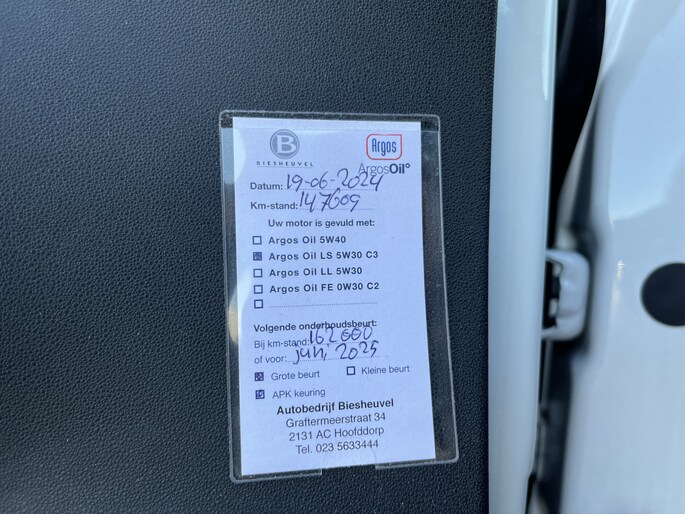 B
BIESHEUVEL
Argos
ArgosOil
Datum: 19-06-2024
Km-stand: 147609
Uw motor is gevuld met:
Argos Oil 5W40
Argos Oil LS 5W30 C3
Argos Oil LL 5W30
Argos Oil FE 0W30 C2
Volgende onderhoudsbeurt:
Bij km-stand: 162000
of voor: juni 2025
Grote beurt Kleine beurt
APK keuring
Autobedrijf Biesheuvel
Graftermeerstraat 34
2131 AC Hoofddorp
Tel. 023 5633444